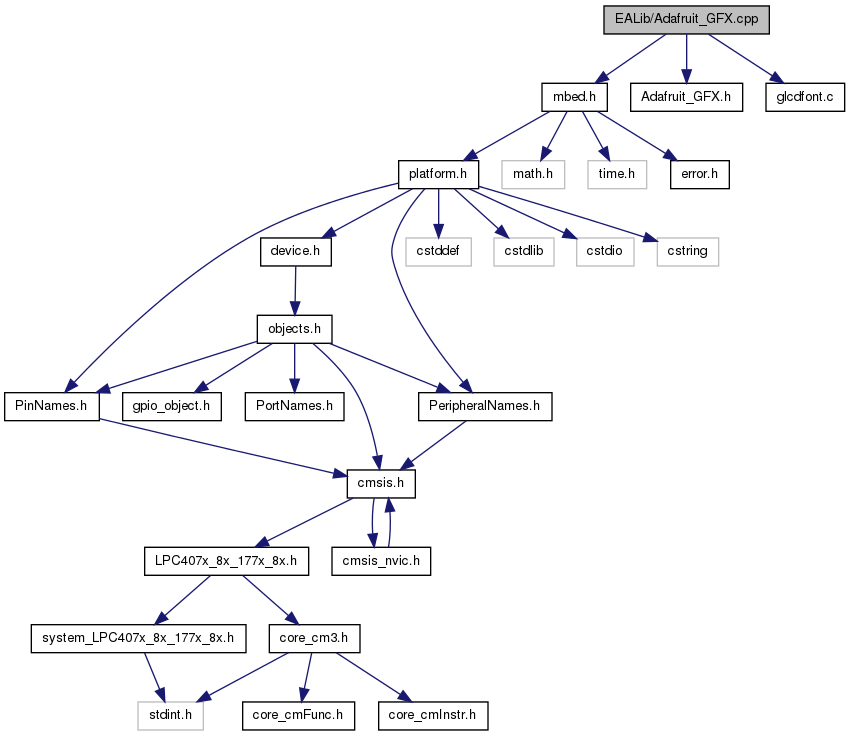 EALib/Adafruit_GFX.cpp
mbed.h
Adafruit_GFX.h
glcdfont.c
platform.h
math.h
time.h
error.h
device.h
cstddef
cstdlib
cstdio
cstring
objects.h
PinNames.h
gpio_object.h
PortNames.h
PeripheralNames.h
cmsis.h
LPC407x_8x_177x_8x.h
cmsis_nvic.h
system_LPC407x_8x_177x_8x.h
core_cm3.h
stdint.h
core_cmFunc.h
core_cmInstr.h